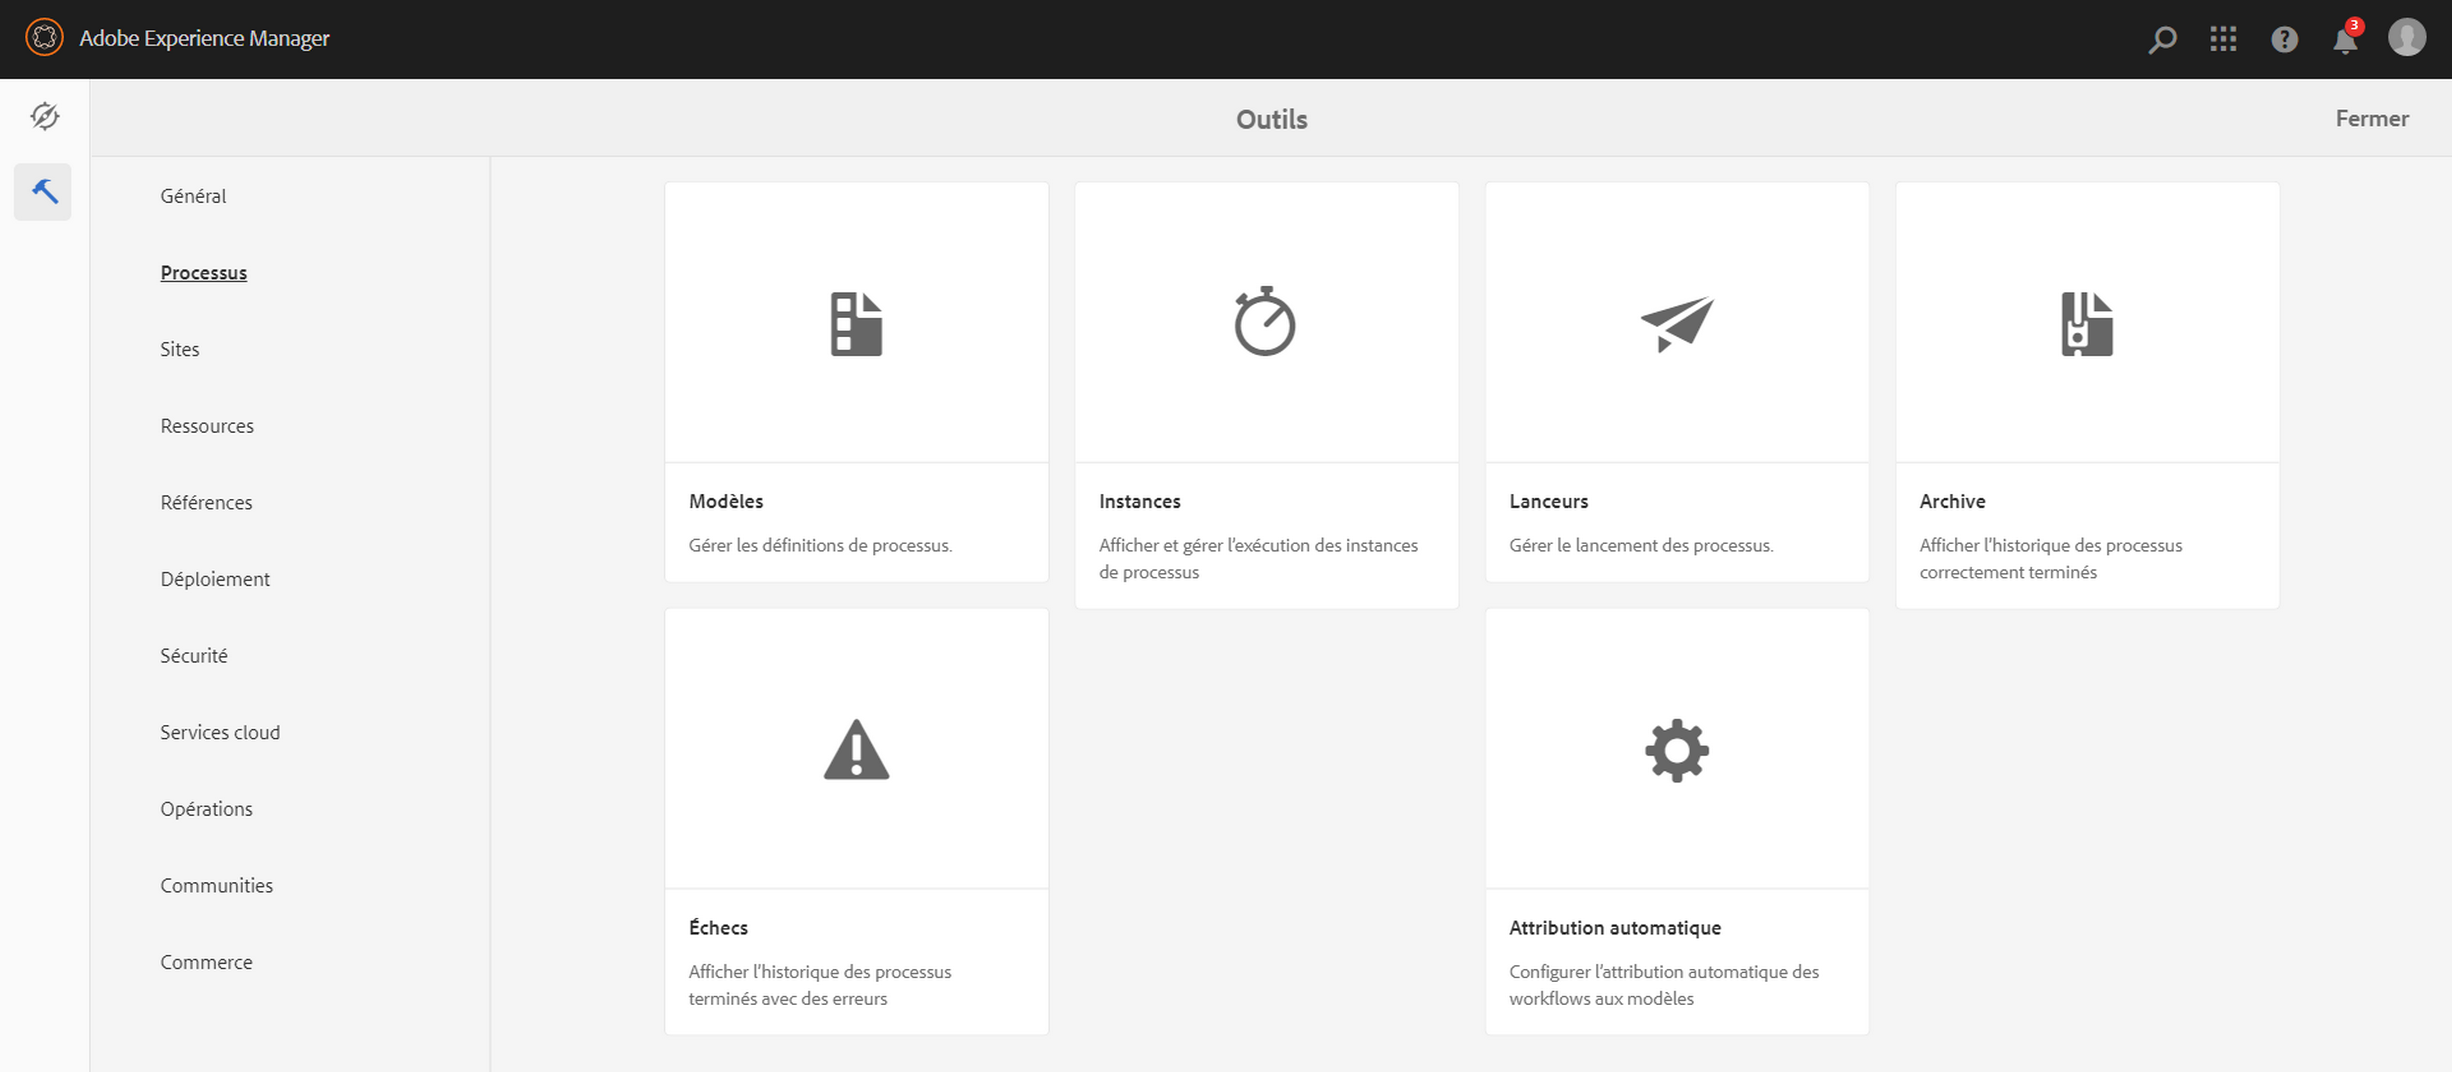 Adobe Experience Manager
3
Outils
Fermer
Général
Processus
Sites
Ressources
Références
Déploiement
Sécurité
Services cloud
Opérations
Communities
Commerce
Modèles
Gérer les définitions de processus.
Instances
Afficher et gérer l'exécution des instances
de processus
Lanceurs
Gérer le lancement des processus.
Archive
Afficher l'historique des processus
correctement terminés
Échecs
Afficher l'historique des processus
terminés avec des erreurs
Attribution automatique
Configurer l'attribution automatique des
workflows aux modèles